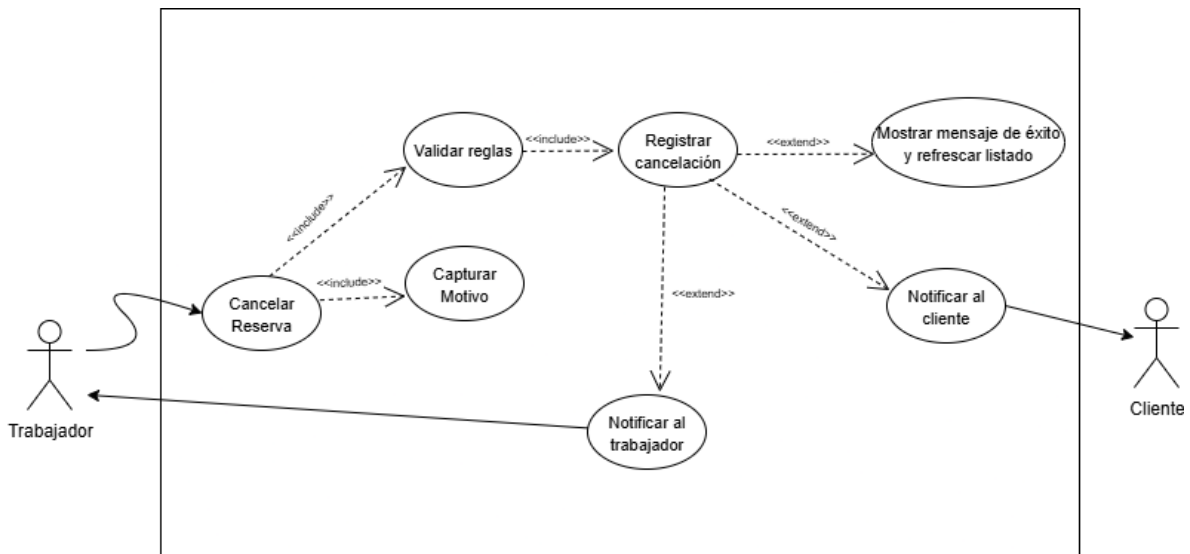 <<include>>
Validar reglas
<<include>>
Registrar
cancelación
<<extend>>
Mostrar mensaje de éxito
y refrescar listado
<<extend>>
<<extend>>
<<include>>
Capturar
Motivo
Cancelar
Reserva
Notificar al
cliente
Notificar al
trabajador
Trabajador
Cliente